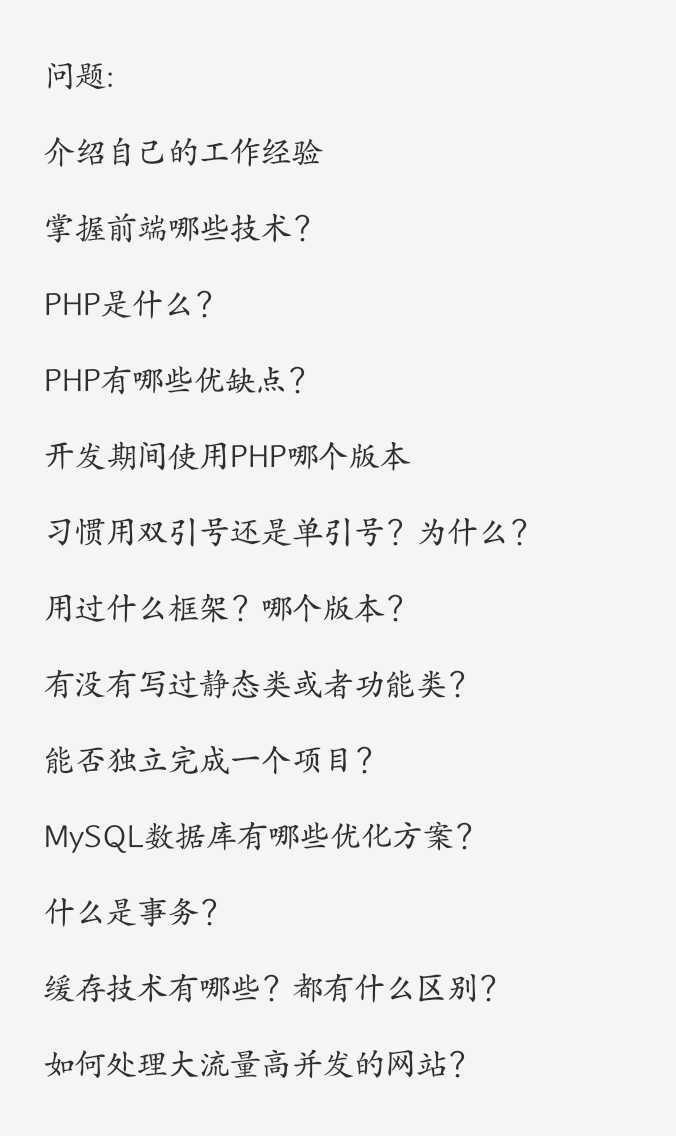 问题:
介绍自己的工作经验
掌握前端哪些技术？
PHP是什么？
PHP有哪些优缺点？
开发期间使用PHP哪个版本
习惯用双引号还是单引号？为什么？
用过什么框架？哪个版本？
有没有写过静态类或者功能类？
能否独立完成一个项目？
MySQL数据库有哪些优化方案？
什么是事务？
缓存技术有哪些？都有什么区别？
如何处理大流量高并发的网站？